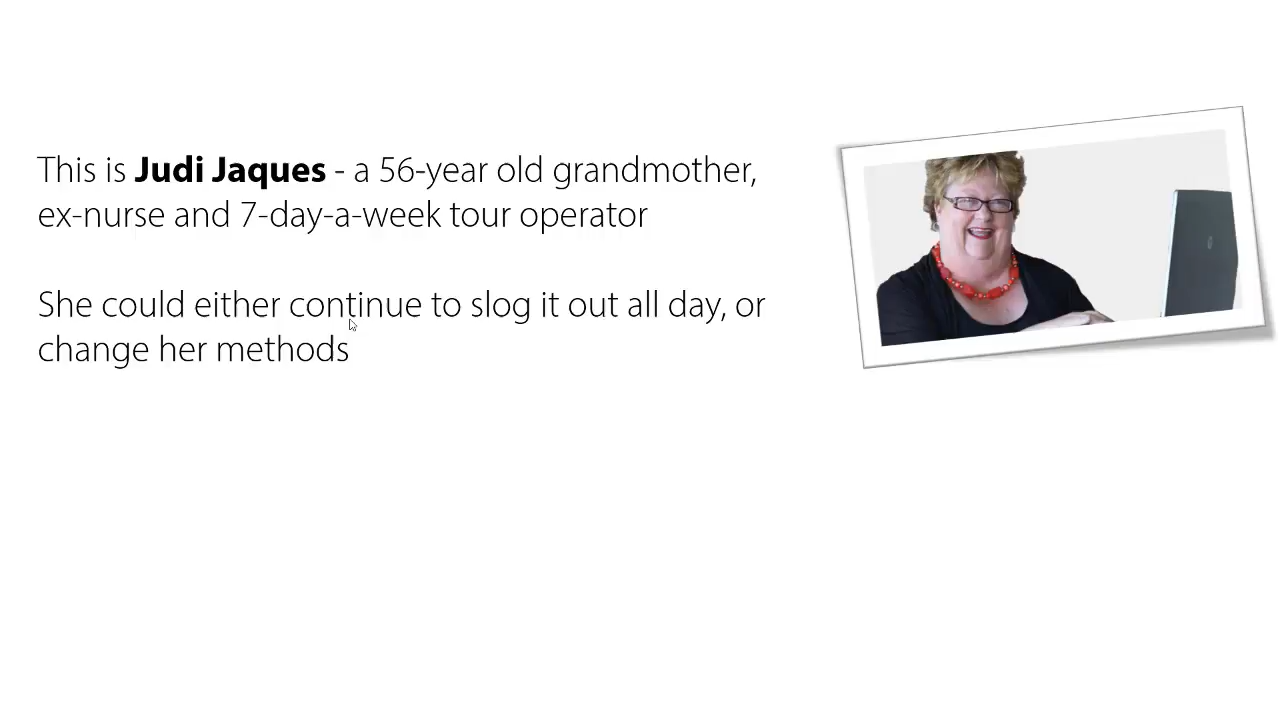 This is Judi Jaques - a 56-year old grandmother,
ex-nurse and 7-day-a-week tour operator
She could either continue to slog it out all day, or
change her methods